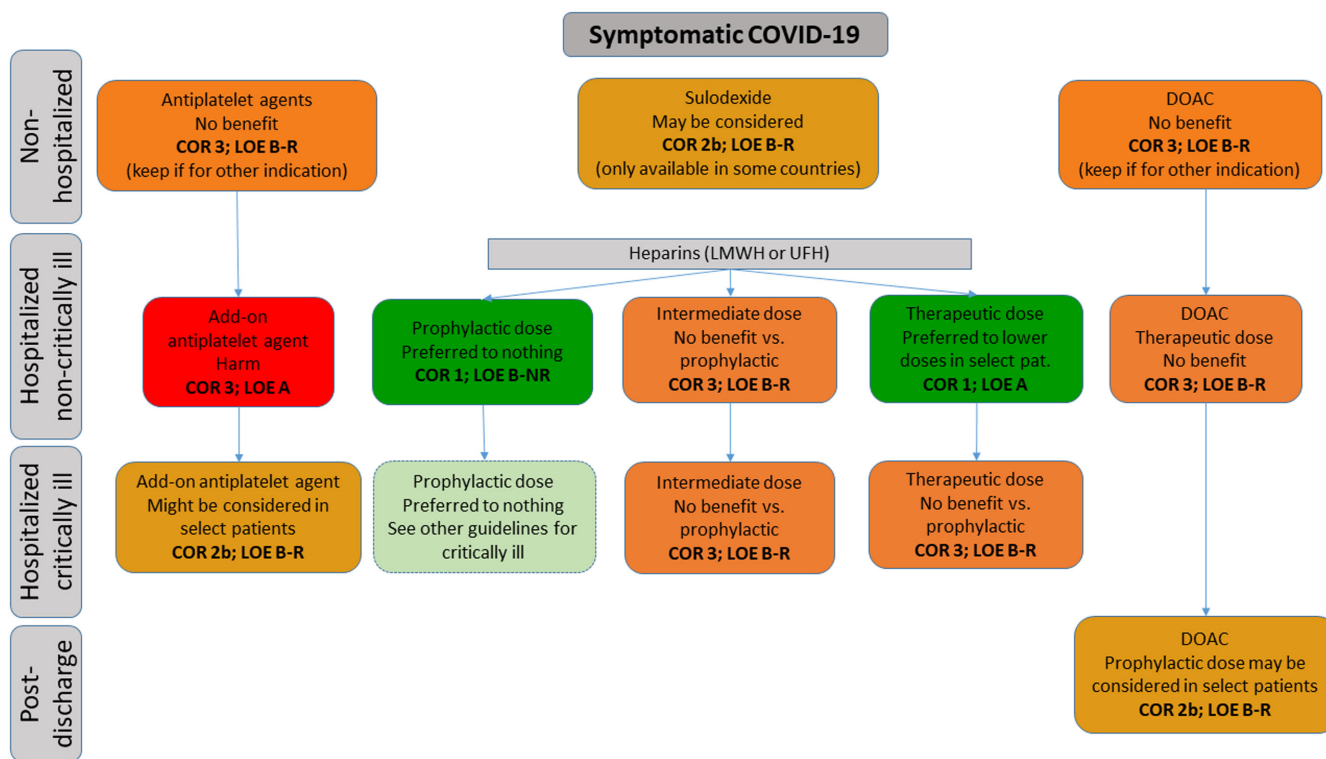 Symptomatic COVID-19
Non-
hospitalized
Antiplatelet agents
No benefit
COR 3; LOE B-R
(keep if for other indication)
Sulodexide
May be considered
COR 2b; LOE B-R
(only available in some countries)
DOAC
No benefit
COR 3; LOE B-R
(keep if for other indication)
Hospitalized
non-critically ill
Heparins (LMWH or UFH)
Add-on
antiplatelet agent
Harm
COR 3; LOE A
Prophylactic dose
Preferred to nothing
COR 1; LOE B-NR
Intermediate dose
No benefit vs.
prophylactic
COR 3; LOE B-R
Therapeutic dose
Preferred to lower
doses in select pat.
COR 1; LOE A
DOAC
Therapeutic dose
No benefit
COR 3; LOE B-R
Hospitalized
critically ill
Add-on antiplatelet agent
Might be considered in
select patients
COR 2b; LOE B-R
Prophylactic dose
Preferred to nothing
See other guidelines for
critically ill
Intermediate dose
No benefit vs.
prophylactic
COR 3; LOE B-R
Therapeutic dose
No benefit vs.
prophylactic
COR 3; LOE B-R
Post-
discharge
DOAC
Prophylactic dose may be
considered in select patients
COR 2b; LOE B-R